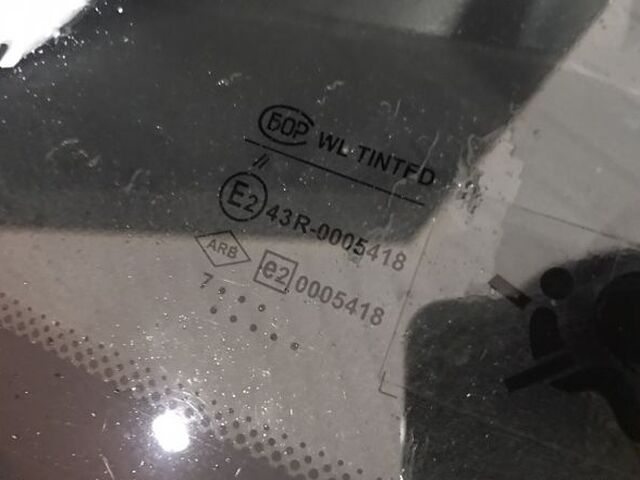 БОР WL TINTED
//
E2 43R-0005418
ARB e2 0005418
7